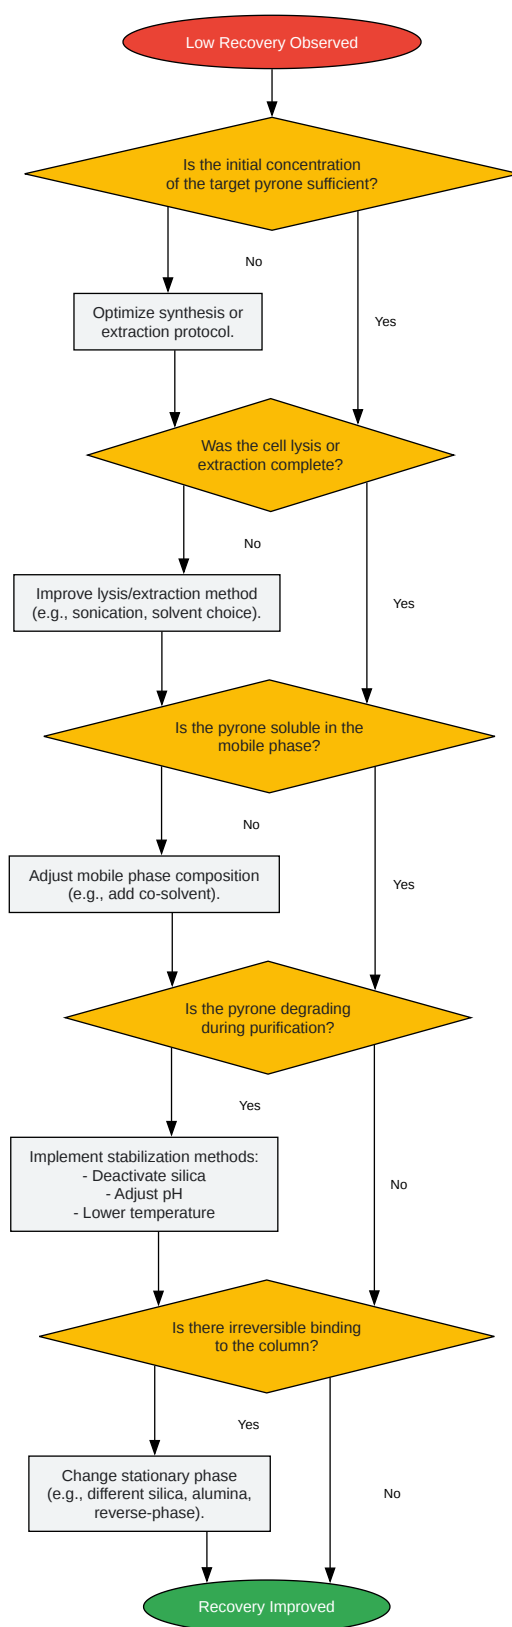 Low Recovery Observed
Is the initial concentration
of the target pyrone sufficient?
No
Yes
Optimize synthesis or
extraction protocol.
Was the cell lysis or
extraction complete?
No
Yes
Improve lysis/extraction method
(e.g., sonication, solvent choice).
Is the pyrone soluble in the
mobile phase?
No
Yes
Adjust mobile phase composition
(e.g., add co-solvent).
Is the pyrone degrading
during purification?
Yes
No
Implement stabilization methods:
- Deactivate silica
- Adjust pH
- Lower temperature
Is there irreversible binding
to the column?
Yes
No
Change stationary phase
(e.g., different silica, alumina,
reverse-phase).
Recovery Improved